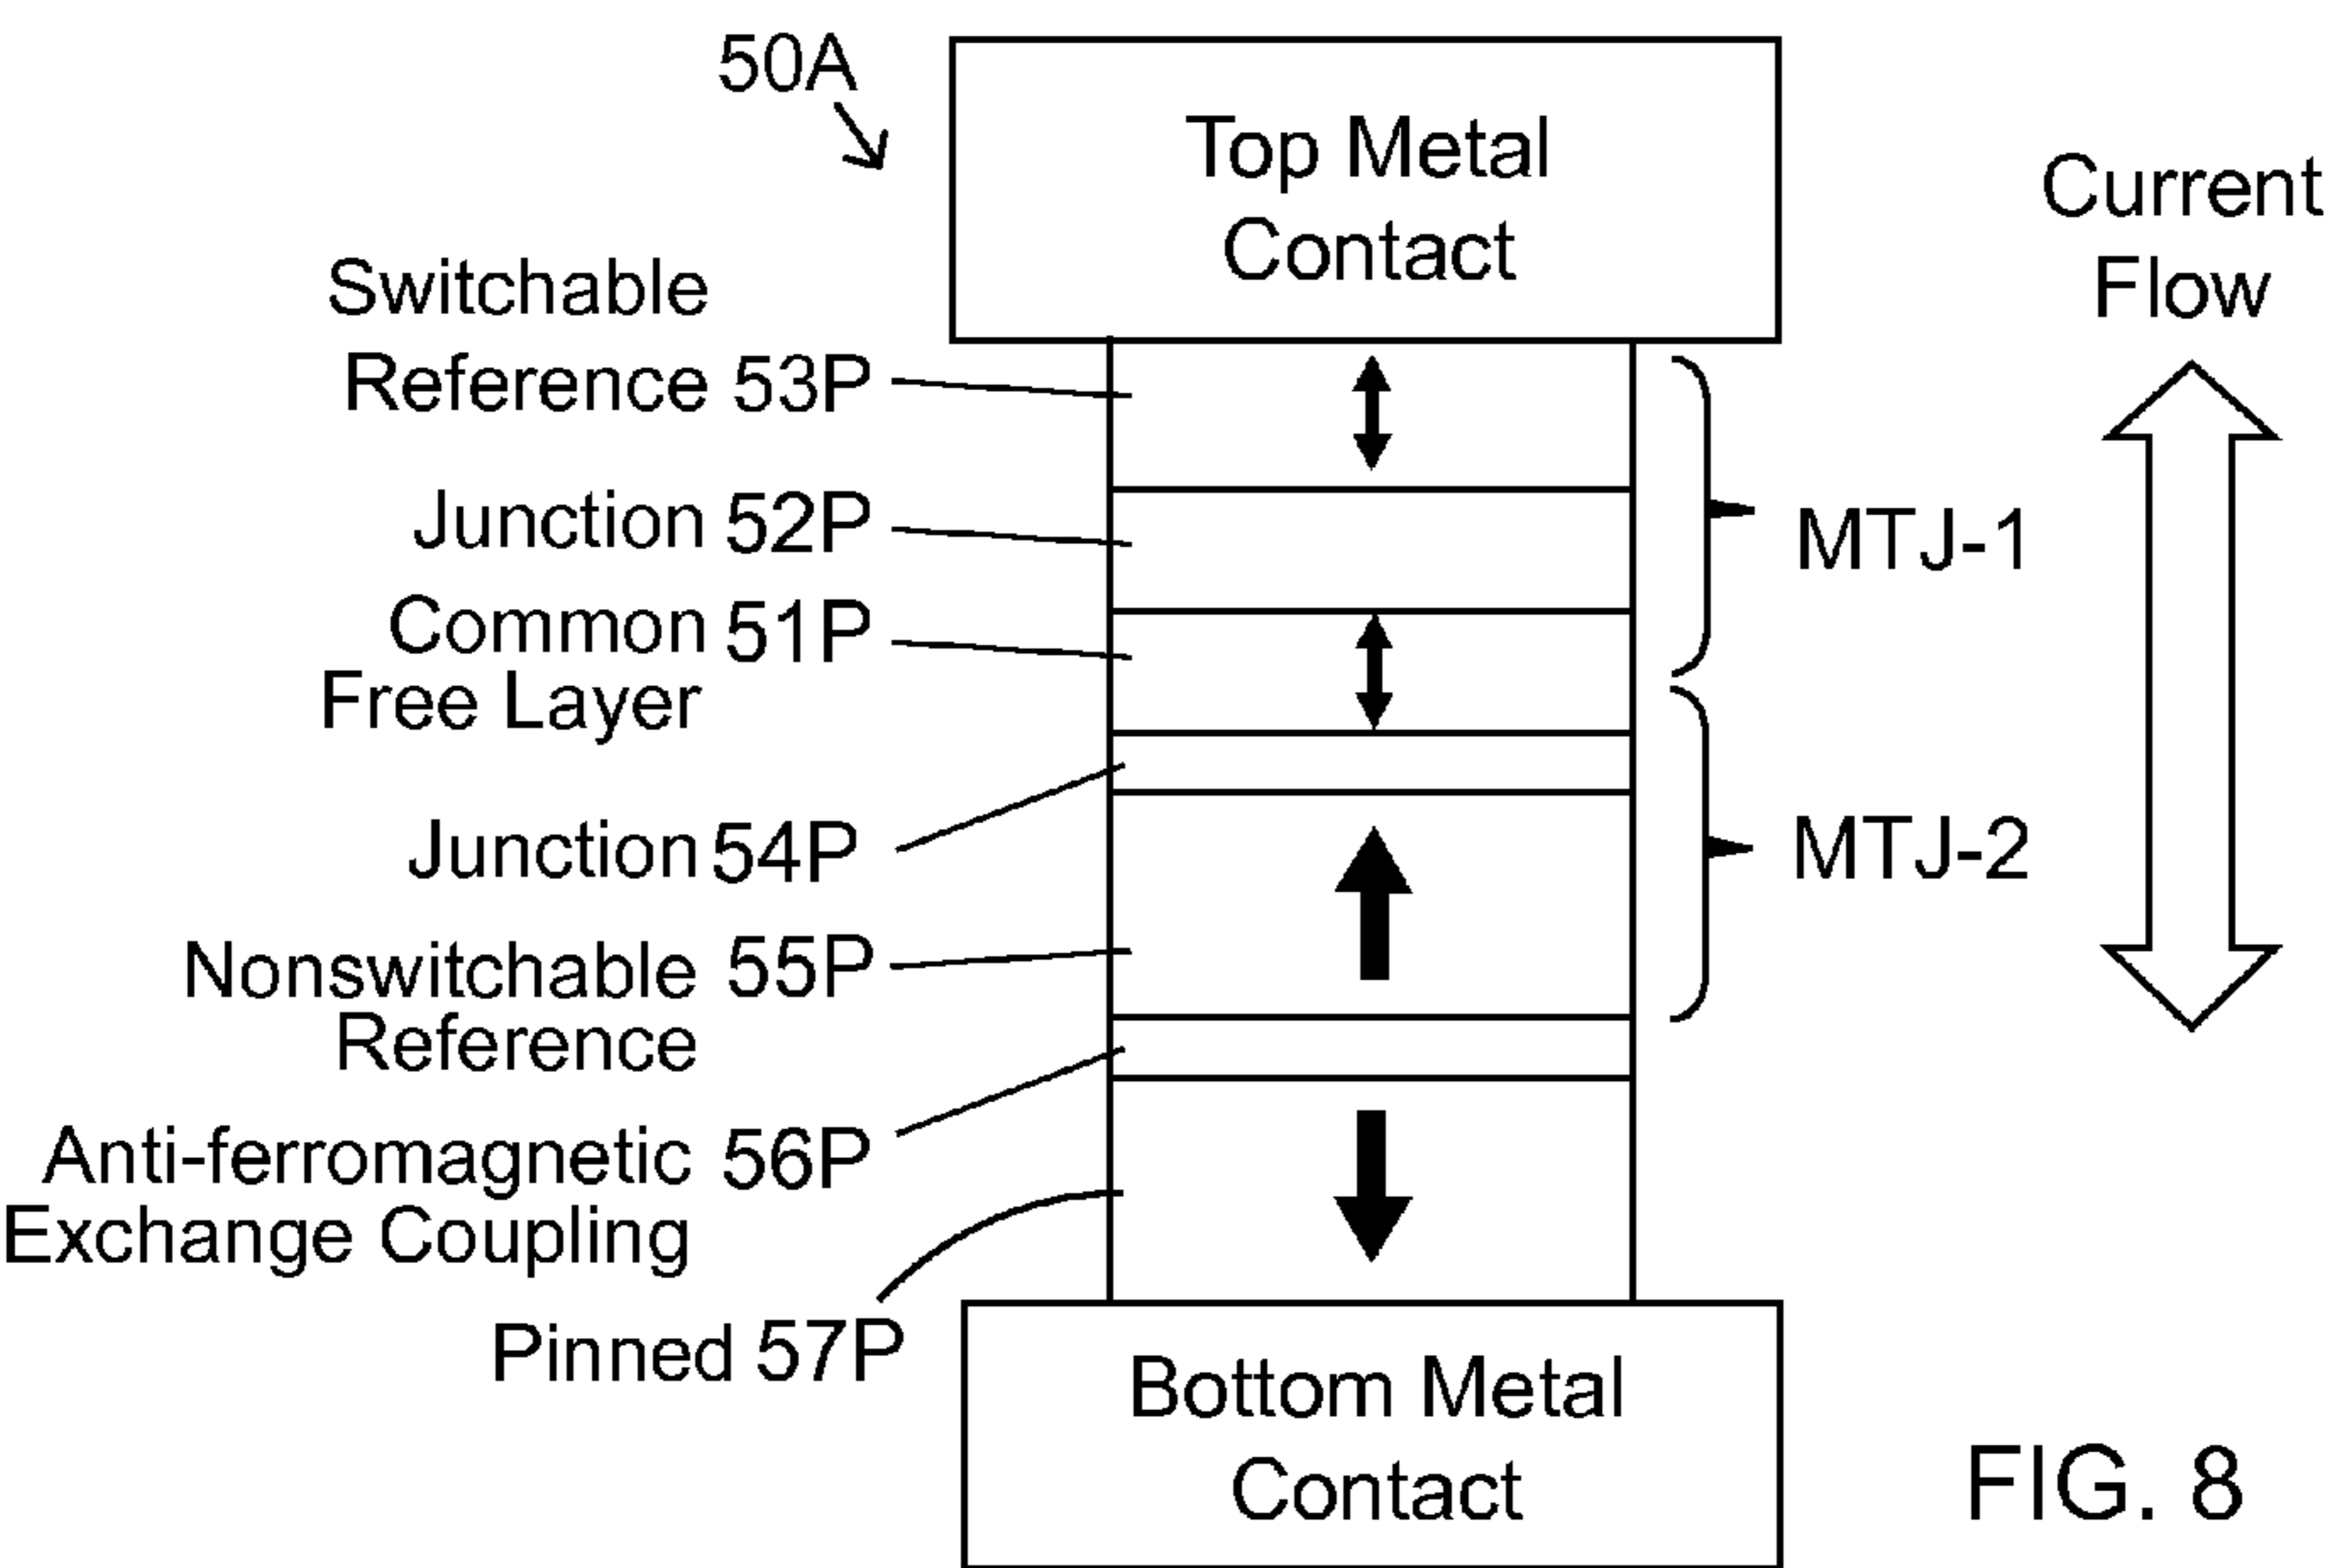 50A
Top Metal
Contact
Current
Flow
Switchable
Reference 53P
Junction 52P
MTJ-1
Common 51P
Free Layer
Junction 54P
MTJ-2
Nonswitchable 55P
Reference
Anti-ferromagnetic 56P
Exchange Coupling
Pinned 57P
Bottom Metal
Contact
FIG. 8